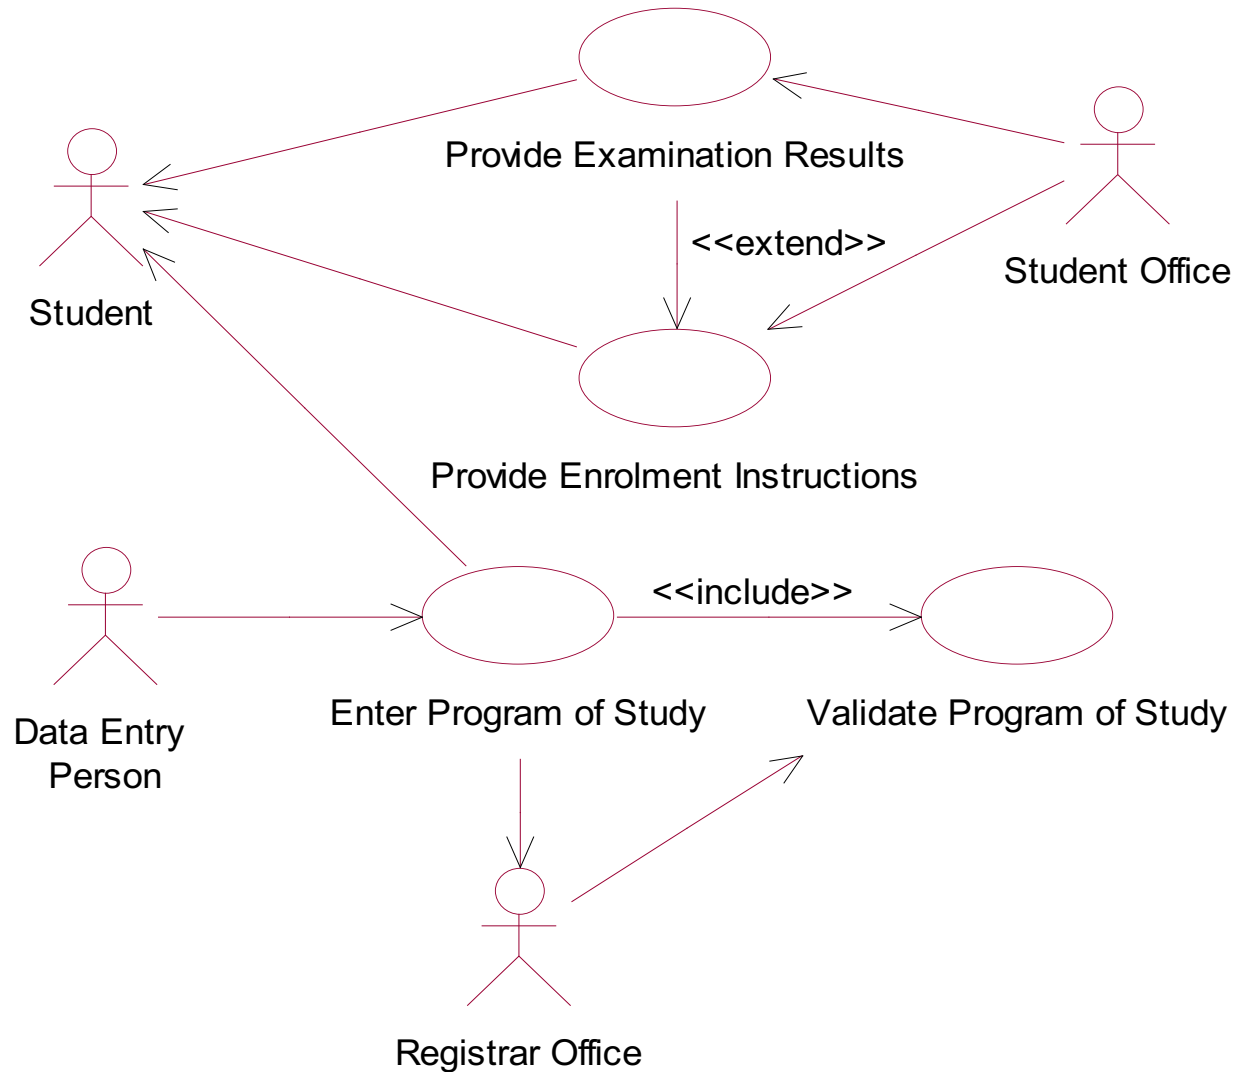 Provide Examination Results
<<extend>>
Student Office
Student
Provide Enrolment Instructions
<<include>>
Enter Program of Study
Validate Program of Study
Data Entry
Person
Registrar Office